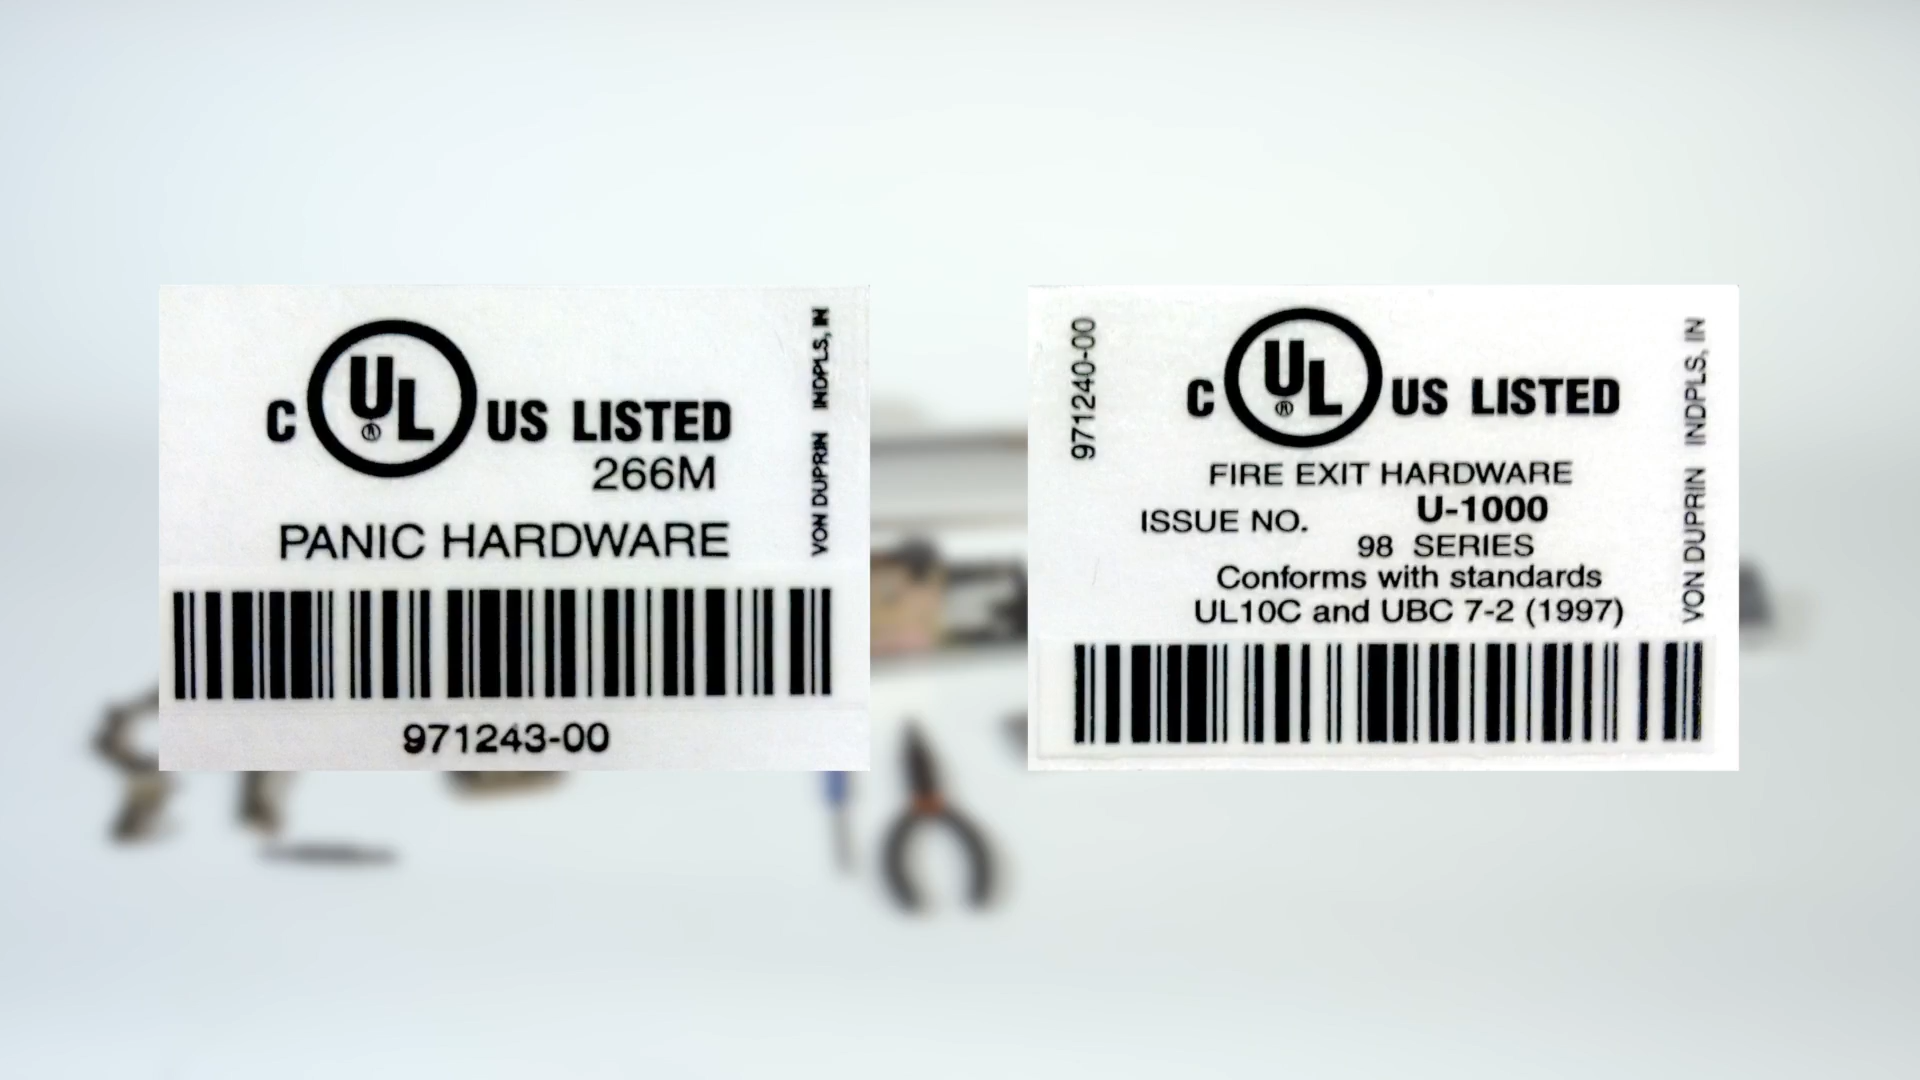 C UL® US LISTED
266M
PANIC HARDWARE
VON DUPRIN INDPLS, IN
971243-00
971240-00
C UL® US LISTED
FIRE EXIT HARDWARE
ISSUE NO. U-1000
98 SERIES
Conforms with standards
UL10C and UBC 7-2 (1997)
VON DUPRIN INDPLS, IN